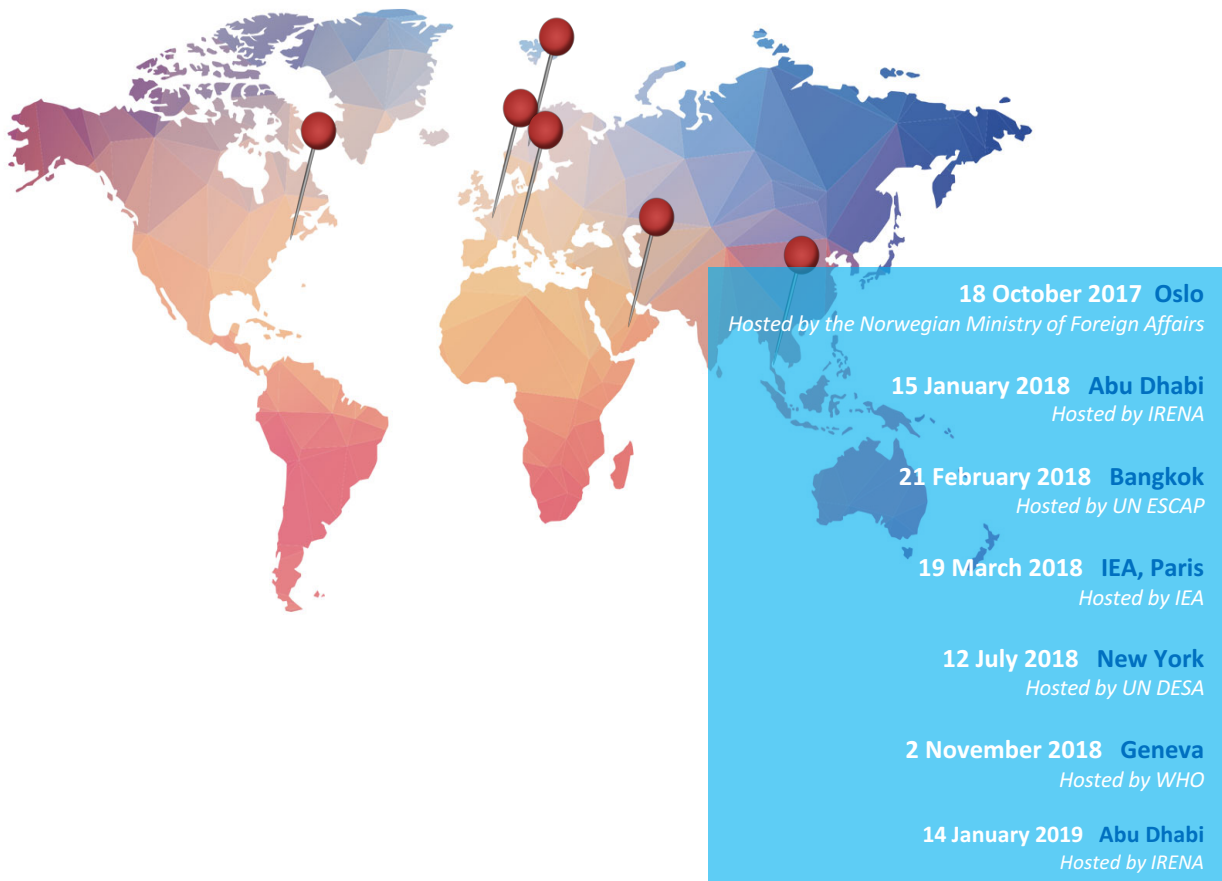 18 October 2017 Oslo
Hosted by the Norwegian Ministry of Foreign Affairs
15 January 2018 Abu Dhabi
Hosted by IRENA
21 February 2018 Bangkok
Hosted by UN ESCAP
19 March 2018 IEA, Paris
Hosted by IEA
12 July 2018 New York
Hosted by UN DESA
2 November 2018 Geneva
Hosted by WHO
14 January 2019 Abu Dhabi
Hosted by IRENA